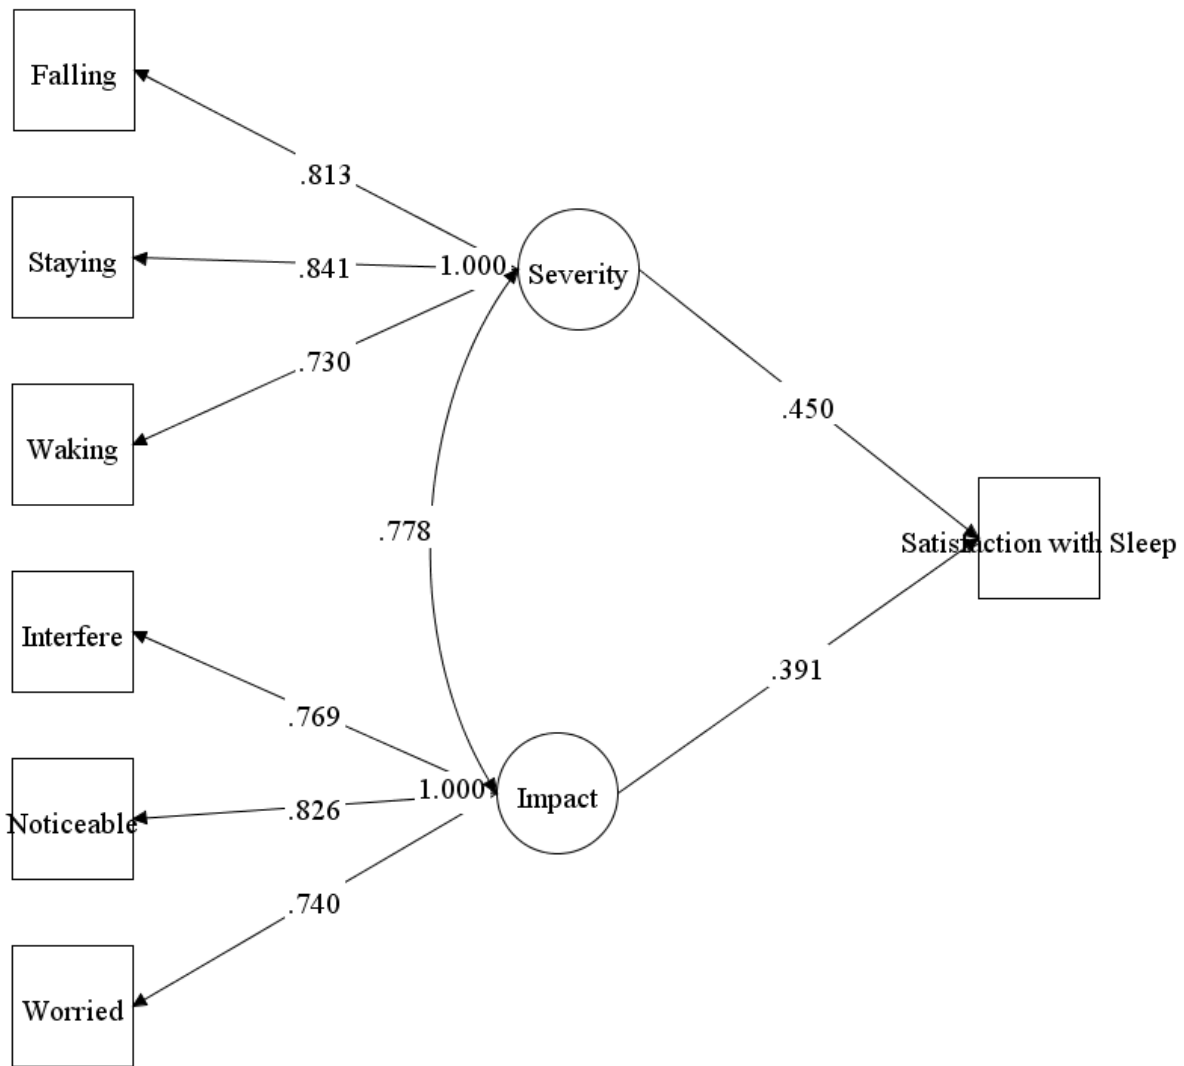 Falling
.813
Staying
.841
1.000
Severity
.730
Waking
.450
.778
Satisfaction with Sleep
Interfere
.769
.391
Noticeable
.826
1.000
Impact
.740
Worried